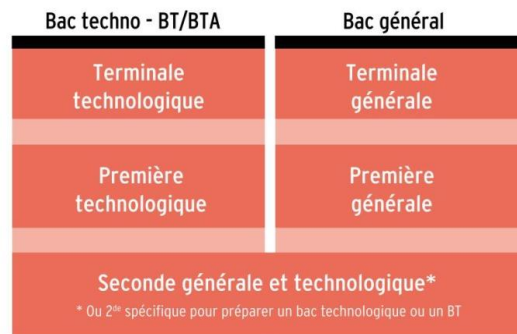 Bac techno - BT/BTA
Bac général
Terminale
technologique
Terminale
générale
Première
technologique
Première
générale
Seconde générale et technologique*
* Ou 2de spécifique pour préparer un bac technologique ou un BT